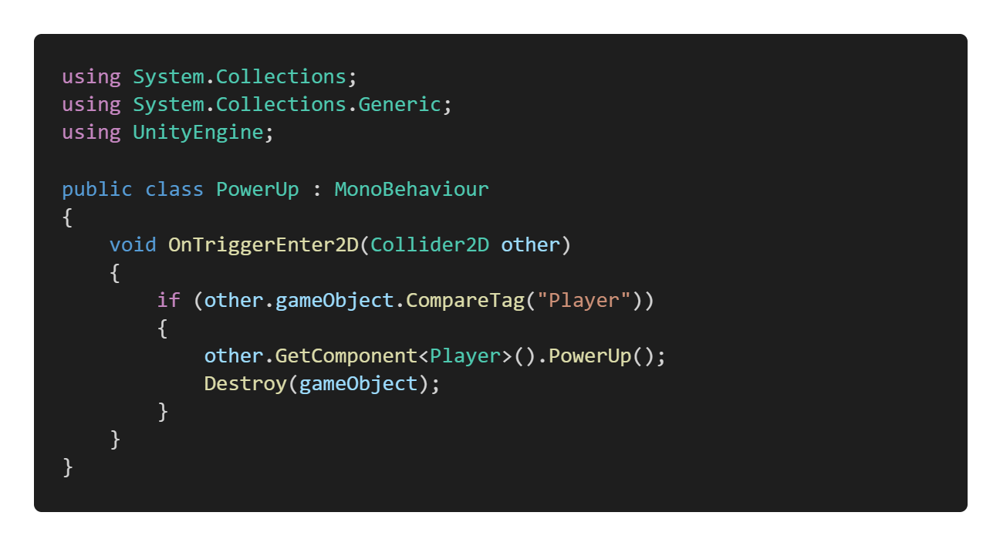 using System.Collections;
using System.Collections.Generic;
using UnityEngine;

public class PowerUp : MonoBehaviour
{
    void OnTriggerEnter2D(Collider2D other)
    {
        if (other.gameObject.CompareTag("Player"))
        {
            other.GetComponent<Player>().PowerUp();
            Destroy(gameObject);
        }
    }
}